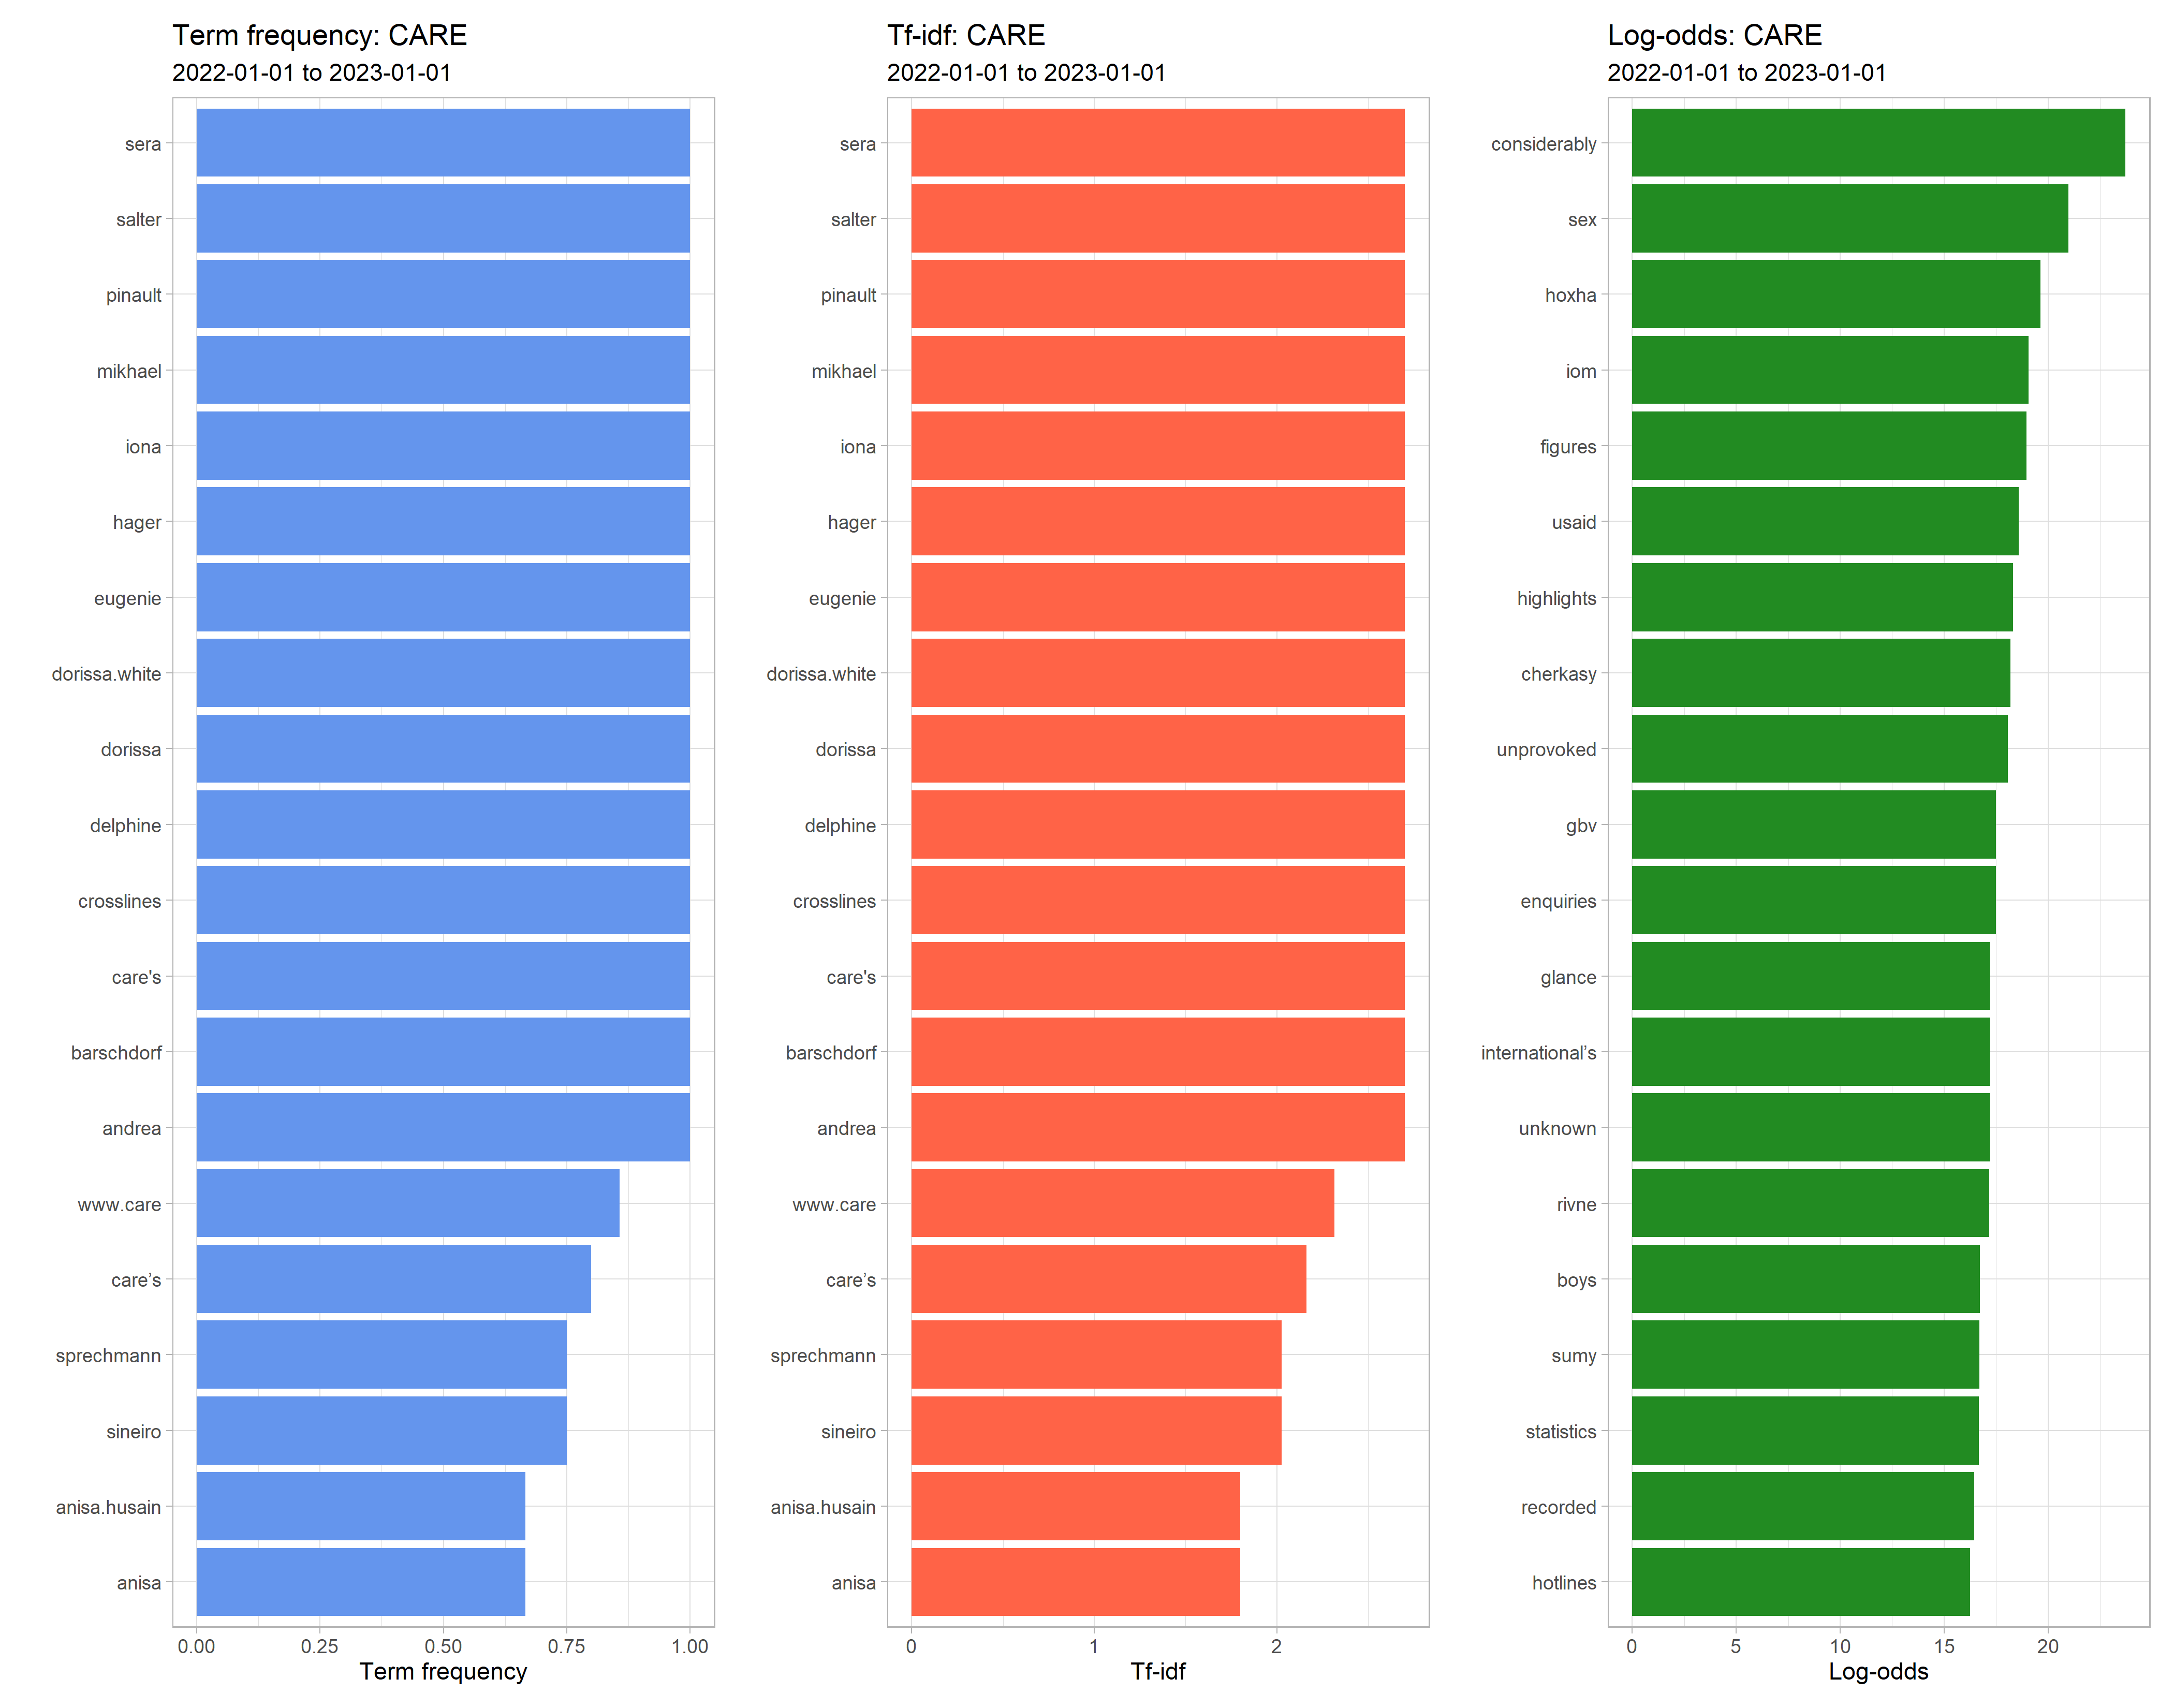 Term frequency: CARE
2022-01-01 to 2023-01-01
sera
salter
pinault
mikhael
iona
hager
eugenie
dorissa.white
dorissa
delphine
crosslines
care's
barschdorf
andrea
www.care
care’s
sprechmann
sineiro
anisa.husain
anisa
0.00 0.25 0.50 0.75 1.00
Term frequency
Tf-idf: CARE
2022-01-01 to 2023-01-01
sera
salter
pinault
mikhael
iona
hager
eugenie
dorissa.white
dorissa
delphine
crosslines
care's
barschdorf
andrea
www.care
care’s
sprechmann
sineiro
anisa.husain
anisa
0 1 2
Tf-idf
Log-odds: CARE
2022-01-01 to 2023-01-01
considerably
sex
hoxha
iom
figures
usaid
highlights
cherkasy
unprovoked
gbv
enquiries
glance
international’s
unknown
rivne
boys
sumy
statistics
recorded
hotlines
0 5 10 15 20
Log-odds